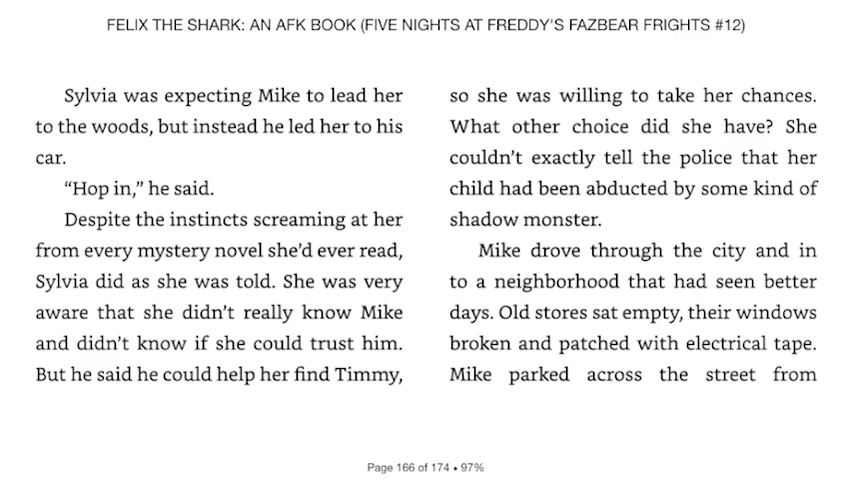 FELIX THE SHARK: AN AFK BOOK (FIVE NIGHTS AT FREDDY'S FAZBEAR FRIGHTS #12)
Sylvia was expecting Mike to lead her
to the woods, but instead he led her to his
car.
“Hop in,” he said.
Despite the instincts screaming at her
from every mystery novel she’d ever read,
Sylvia did as she was told. She was very
aware that she didn’t really know Mike
and didn’t know if she could trust him.
But he said he could help her find Timmy,
so she was willing to take her chances.
What other choice did she have? She
couldn’t exactly tell the police that her
child had been abducted by some kind of
shadow monster.
Mike drove through the city and in
to a neighborhood that had seen better
days. Old stores sat empty, their windows
broken and patched with electrical tape.
Mike parked across the street from
Page 166 of 174 • 97%